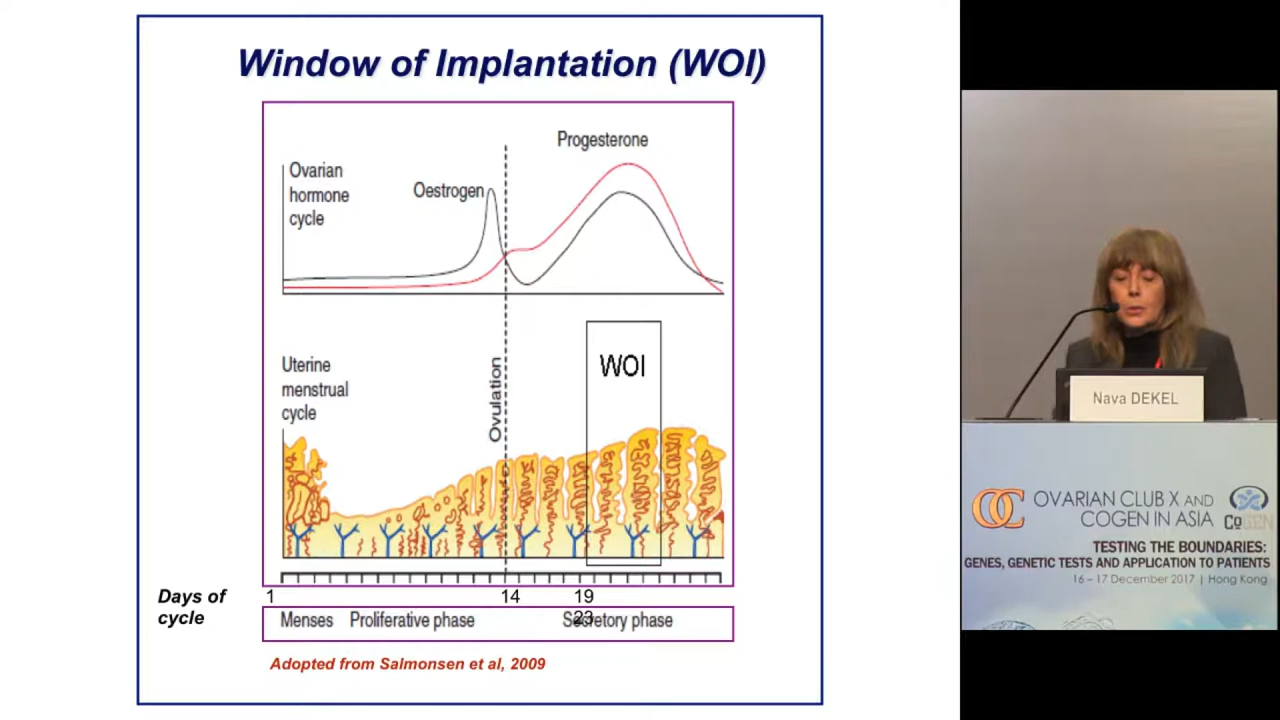 Window of Implantation (WOI)
Progesterone
Ovarian
hormone
cycle
Oestrogen
Ovulation
WOI
Uterine
menstrual
cycle
Days of
cycle
1
14
19
23
Menses
Proliferative phase
Secretory phase
Adopted from Salmonsen et al, 2009
Nava DEKEL
OC
OVARIAN CLUB X AND
COGEN IN ASIA
CoGEN
TESTING THE BOUNDARIES:
GENES, GENETIC TESTS AND APPLICATION TO PATIENTS
16 – 17 December 2017 | Hong Kong